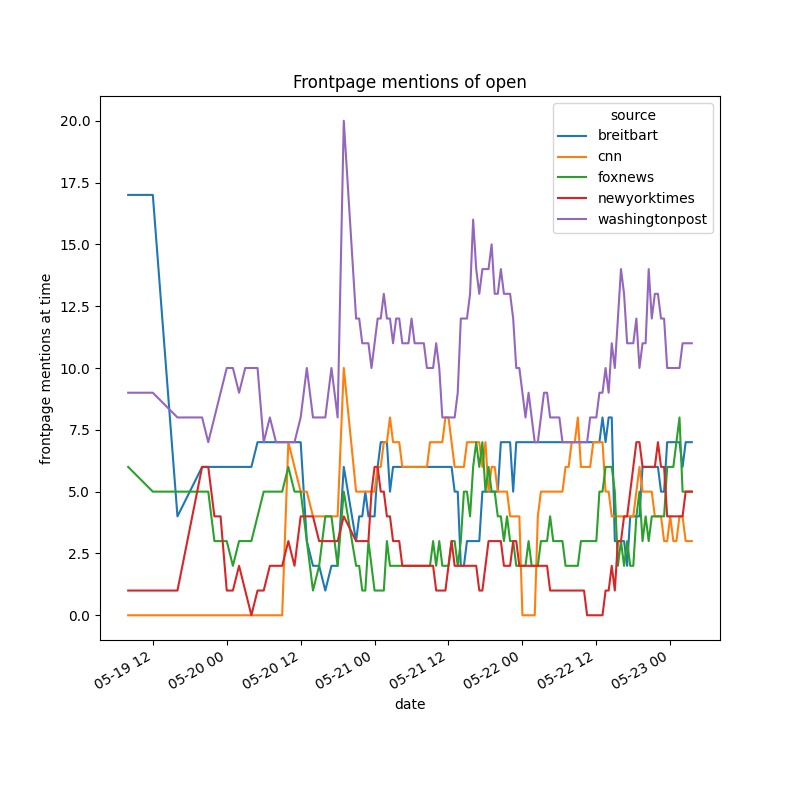 Frontpage mentions of open
source
breitbart
cnn
foxnews
newyorktimes
washingtonpost
frontpage mentions at time
20.0
17.5
15.0
12.5
10.0
7.5
5.0
2.5
0.0
05-19 12
05-20 00
05-20 12
05-21 00
05-21 12
05-22 00
05-22 12
05-23 00
date